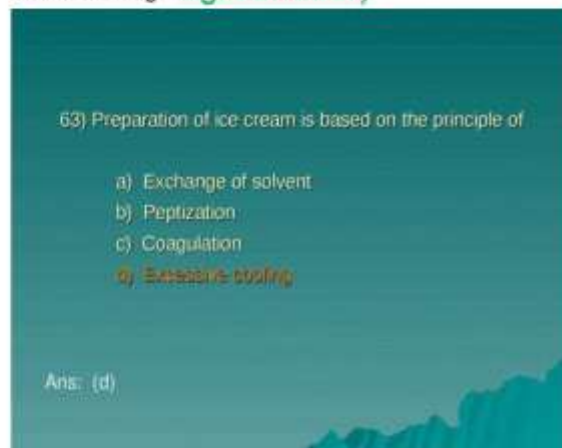 63) Preparation of ice cream is based on the principle of
a) Exchange of solvent
b) Peptization
c) Coagulation
d) Excessive cooling
Ans: (d)